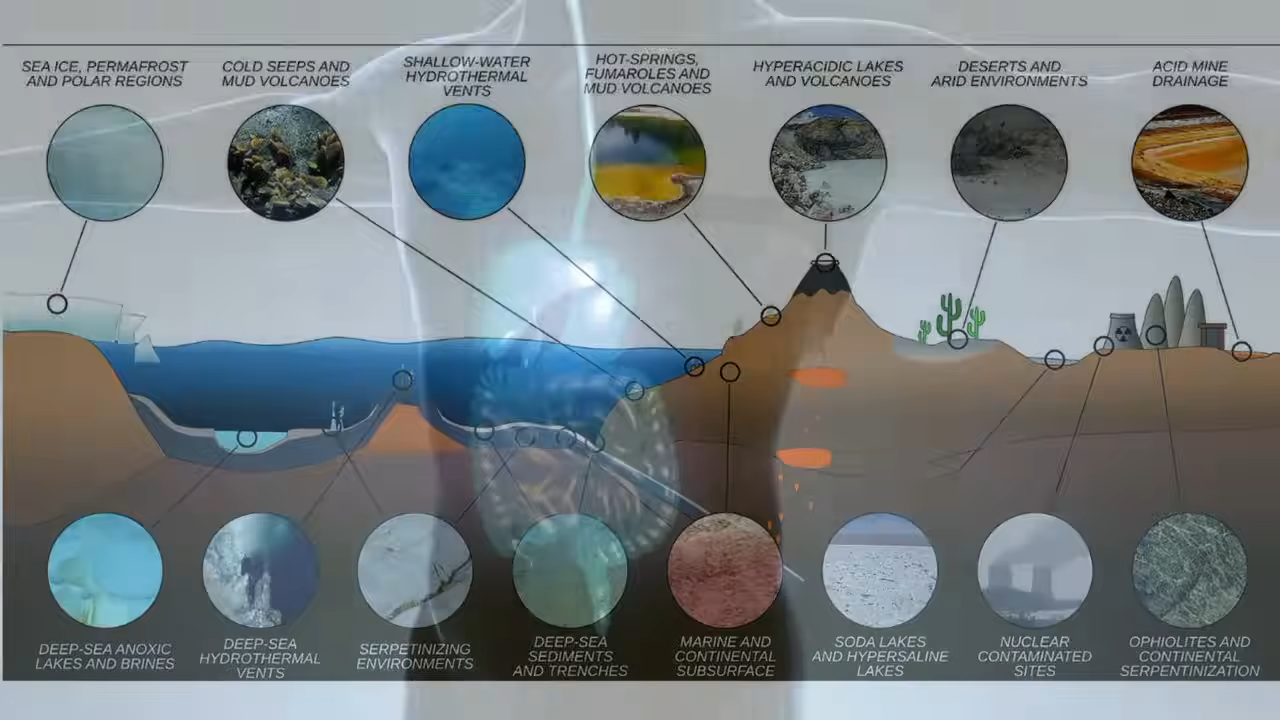 SEA ICE, PERMAFROST
AND POLAR REGIONS
COLD SEEPS AND
MUD VOLCANOES
SHALLOW-WATER
HYDROTHERMAL
VENTS
HOT-SPRINGS,
FUMAROLES AND
MUD VOLCANOES
HYPERACIDIC LAKES
AND VOLCANOES
DESERTS AND
ARID ENVIRONMENTS
ACID MINE
DRAINAGE
DEEP-SEA ANOXIC
LAKES AND BRINES
DEEP-SEA
HYDROTHERMAL
VENTS
SERPETINIZING
ENVIRONMENTS
DEEP-SEA
SEDIMENTS
AND TRENCHES
MARINE AND
CONTINENTAL
SUBSURFACE
SODA LAKES
AND HYPERSALINE
LAKES
NUCLEAR
CONTAMINATED
SITES
OPHIOLITES AND
CONTINENTAL
SERPENTINIZATION